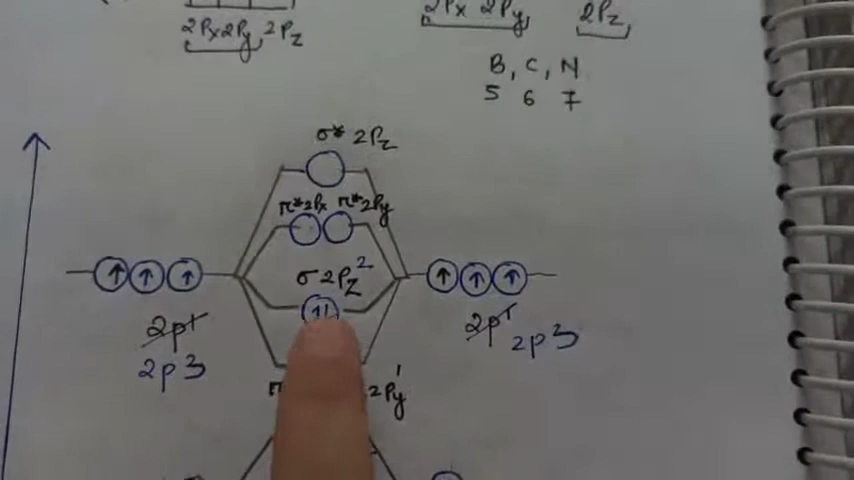 2Px 2Py 2Pz
2Px 2Py 2Pz
B, C, N
5 6 7
σ* 2Pz
π*2Px π*2Py
σ 2Pz²
2p1 2p1
2p3 2p3
π 2Py¹